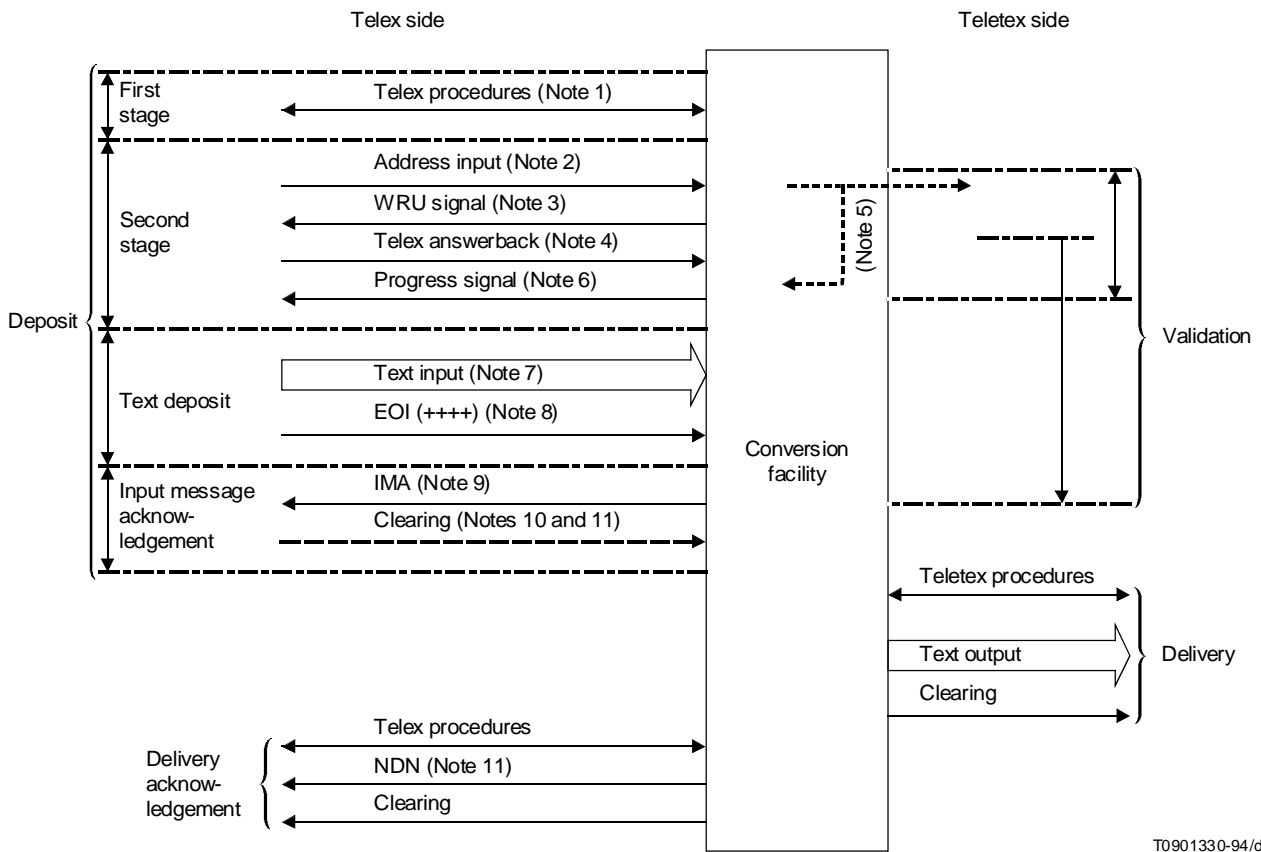 Telex side
Teletex side
First
stage
Telex procedures (Note 1)
Address input (Note 2)
WRU signal (Note 3)
Second
stage
Telex answerback (Note 4)
Progress signal (Note 6)
(Note 5)
Deposit
Validation
Text deposit
Text input (Note 7)
EOI (++++) (Note 8)
Conversion
facility
Input message
acknow-
ledgement
IMA (Note 9)
Clearing (Notes 10 and 11)
Teletex procedures
Text output
Delivery
Clearing
Telex procedures
Delivery
acknow-
ledgement
NDN (Note 11)
Clearing
T0901330-94/d